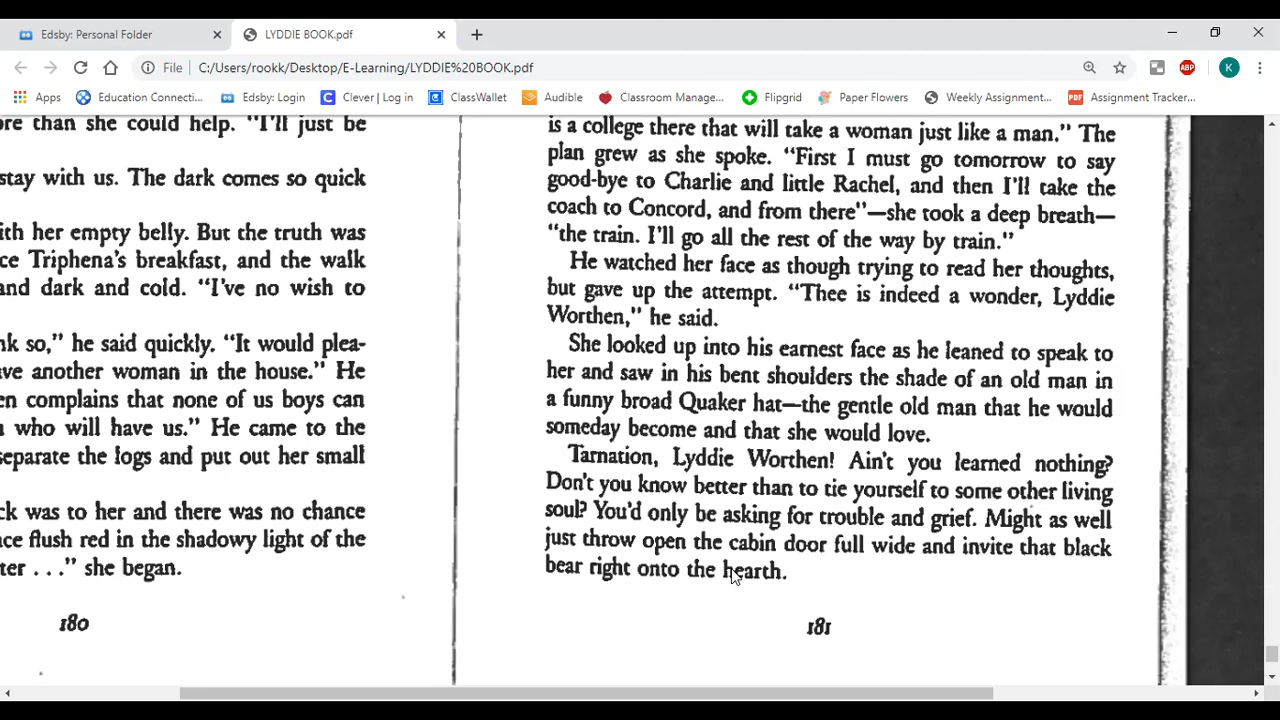 Edsby: Personal Folder
LYDDIE BOOK.pdf
File
C:/Users/rookk/Desktop/E-Learning/LYDDIE%20BOOK.pdf
ABP
K
Apps
Education Connecti...
Edsby: Login
Clever | Log in
ClassWallet
Audible
Classroom Manage...
Flipgrid
Paper Flowers
Weekly Assignment...
PDF
Assignment Tracker...
ore than she could help. “I'll just be
stay with us. The dark comes so quick
ith her empty belly. But the truth was
ce Triphena's breakfast, and the walk
and dark and cold. “I've no wish to
nk so,” he said quickly. “It would plea-
ve another woman in the house.” He
en complains that none of us boys can
who will have us.” He came to the
separate the logs and put out her small
ck was to her and there was no chance
ace flush red in the shadowy light of the
ter . . .” she began.
180
is a college there that will take a woman just like a man.” The
plan grew as she spoke. “First I must go tomorrow to say
good-bye to Charlie and little Rachel, and then I'll take the
coach to Concord, and from there”—she took a deep breath—
“the train. I'll go all the rest of the way by train.”
He watched her face as though trying to read her thoughts,
but gave up the attempt. “Thee is indeed a wonder, Lyddie
Worthen,” he said.
She looked up into his earnest face as he leaned to speak to
her and saw in his bent shoulders the shade of an old man in
a funny broad Quaker hat—the gentle old man that he would
someday become and that she would love.
Tarnation, Lyddie Worthen! Ain't you learned nothing?
Don't you know better than to tie yourself to some other living
soul? You'd only be asking for trouble and grief. Might as well
just throw open the cabin door full wide and invite that black
bear right onto the hearth.
181